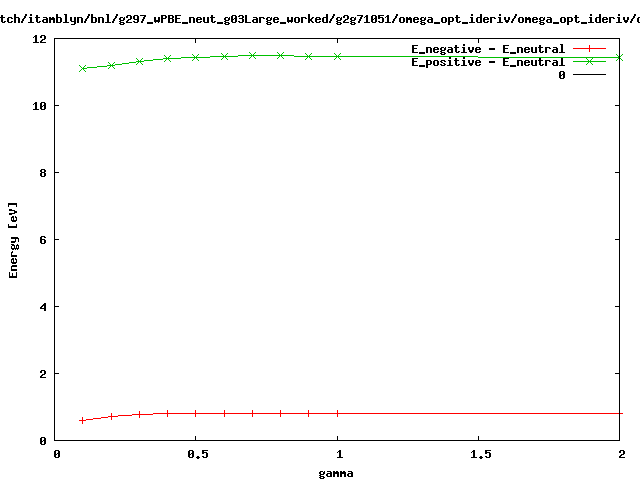 tch/itamblyn/bnl/g297_wPBE_neut_g03Large_worked/g2g71051/omega_opt_ideriv/omega_opt_ideriv/o
E_negative - E_neutral
E_positive - E_neutral
0
12
10
8
6
4
2
0
Energy [eV]
0 0.5 1 1.5 2
gamma